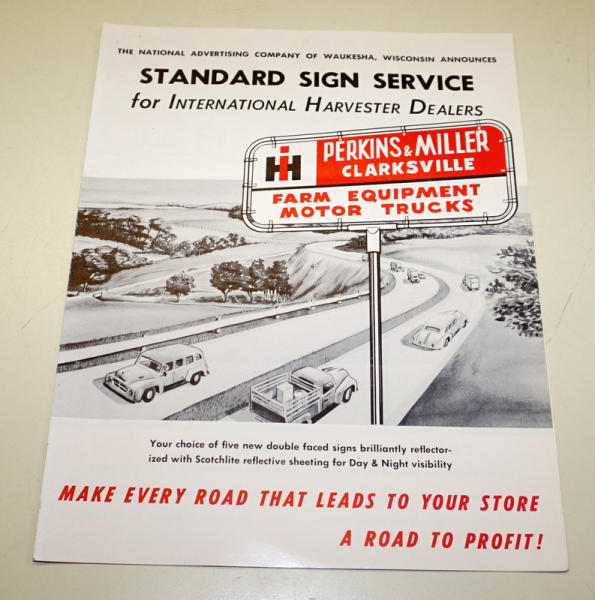 THE NATIONAL ADVERTISING COMPANY OF WAUKESHA, WISCONSIN ANNOUNCES
STANDARD SIGN SERVICE
for INTERNATIONAL HARVESTER DEALERS
IH PERKINS & MILLER
CLARKSVILLE
FARM EQUIPMENT
MOTOR TRUCKS
Your choice of five new double faced signs brilliantly reflector-
ized with Scotchlite reflective sheeting for Day & Night visibility
MAKE EVERY ROAD THAT LEADS TO YOUR STORE
A ROAD TO PROFIT!